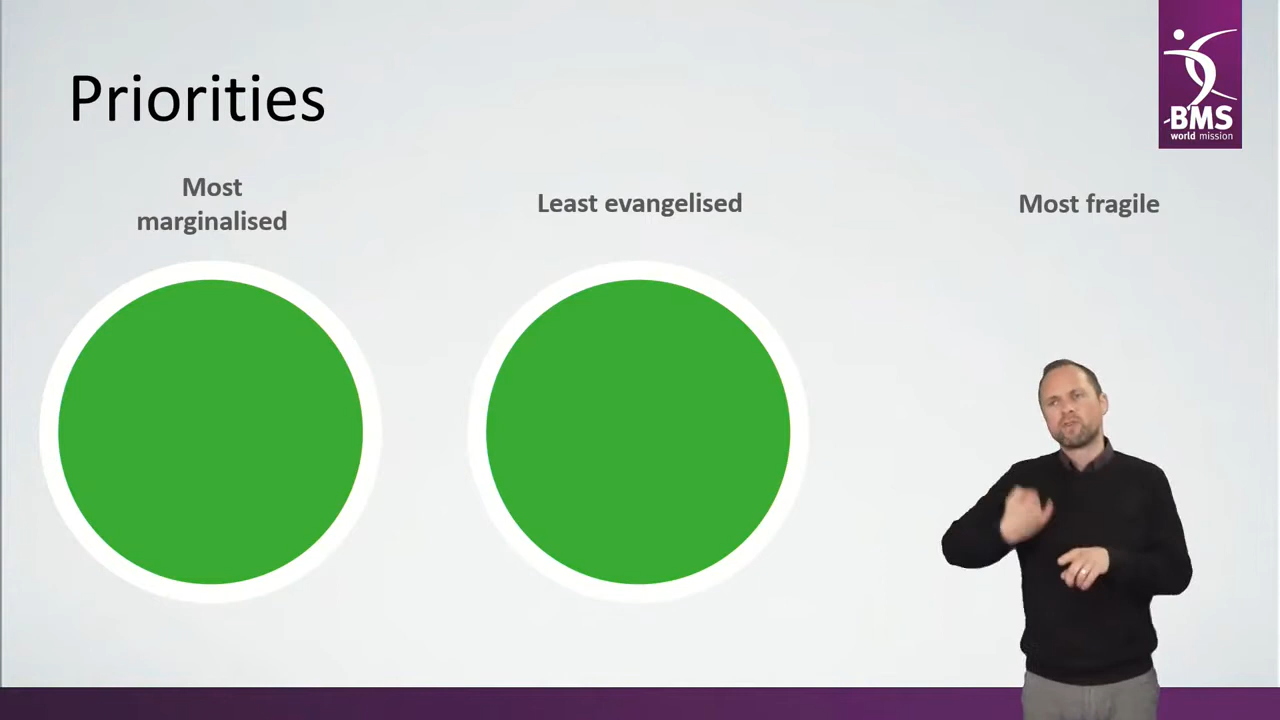 Priorities
BMS
world mission
Most
marginalised
Least evangelised
Most fragile